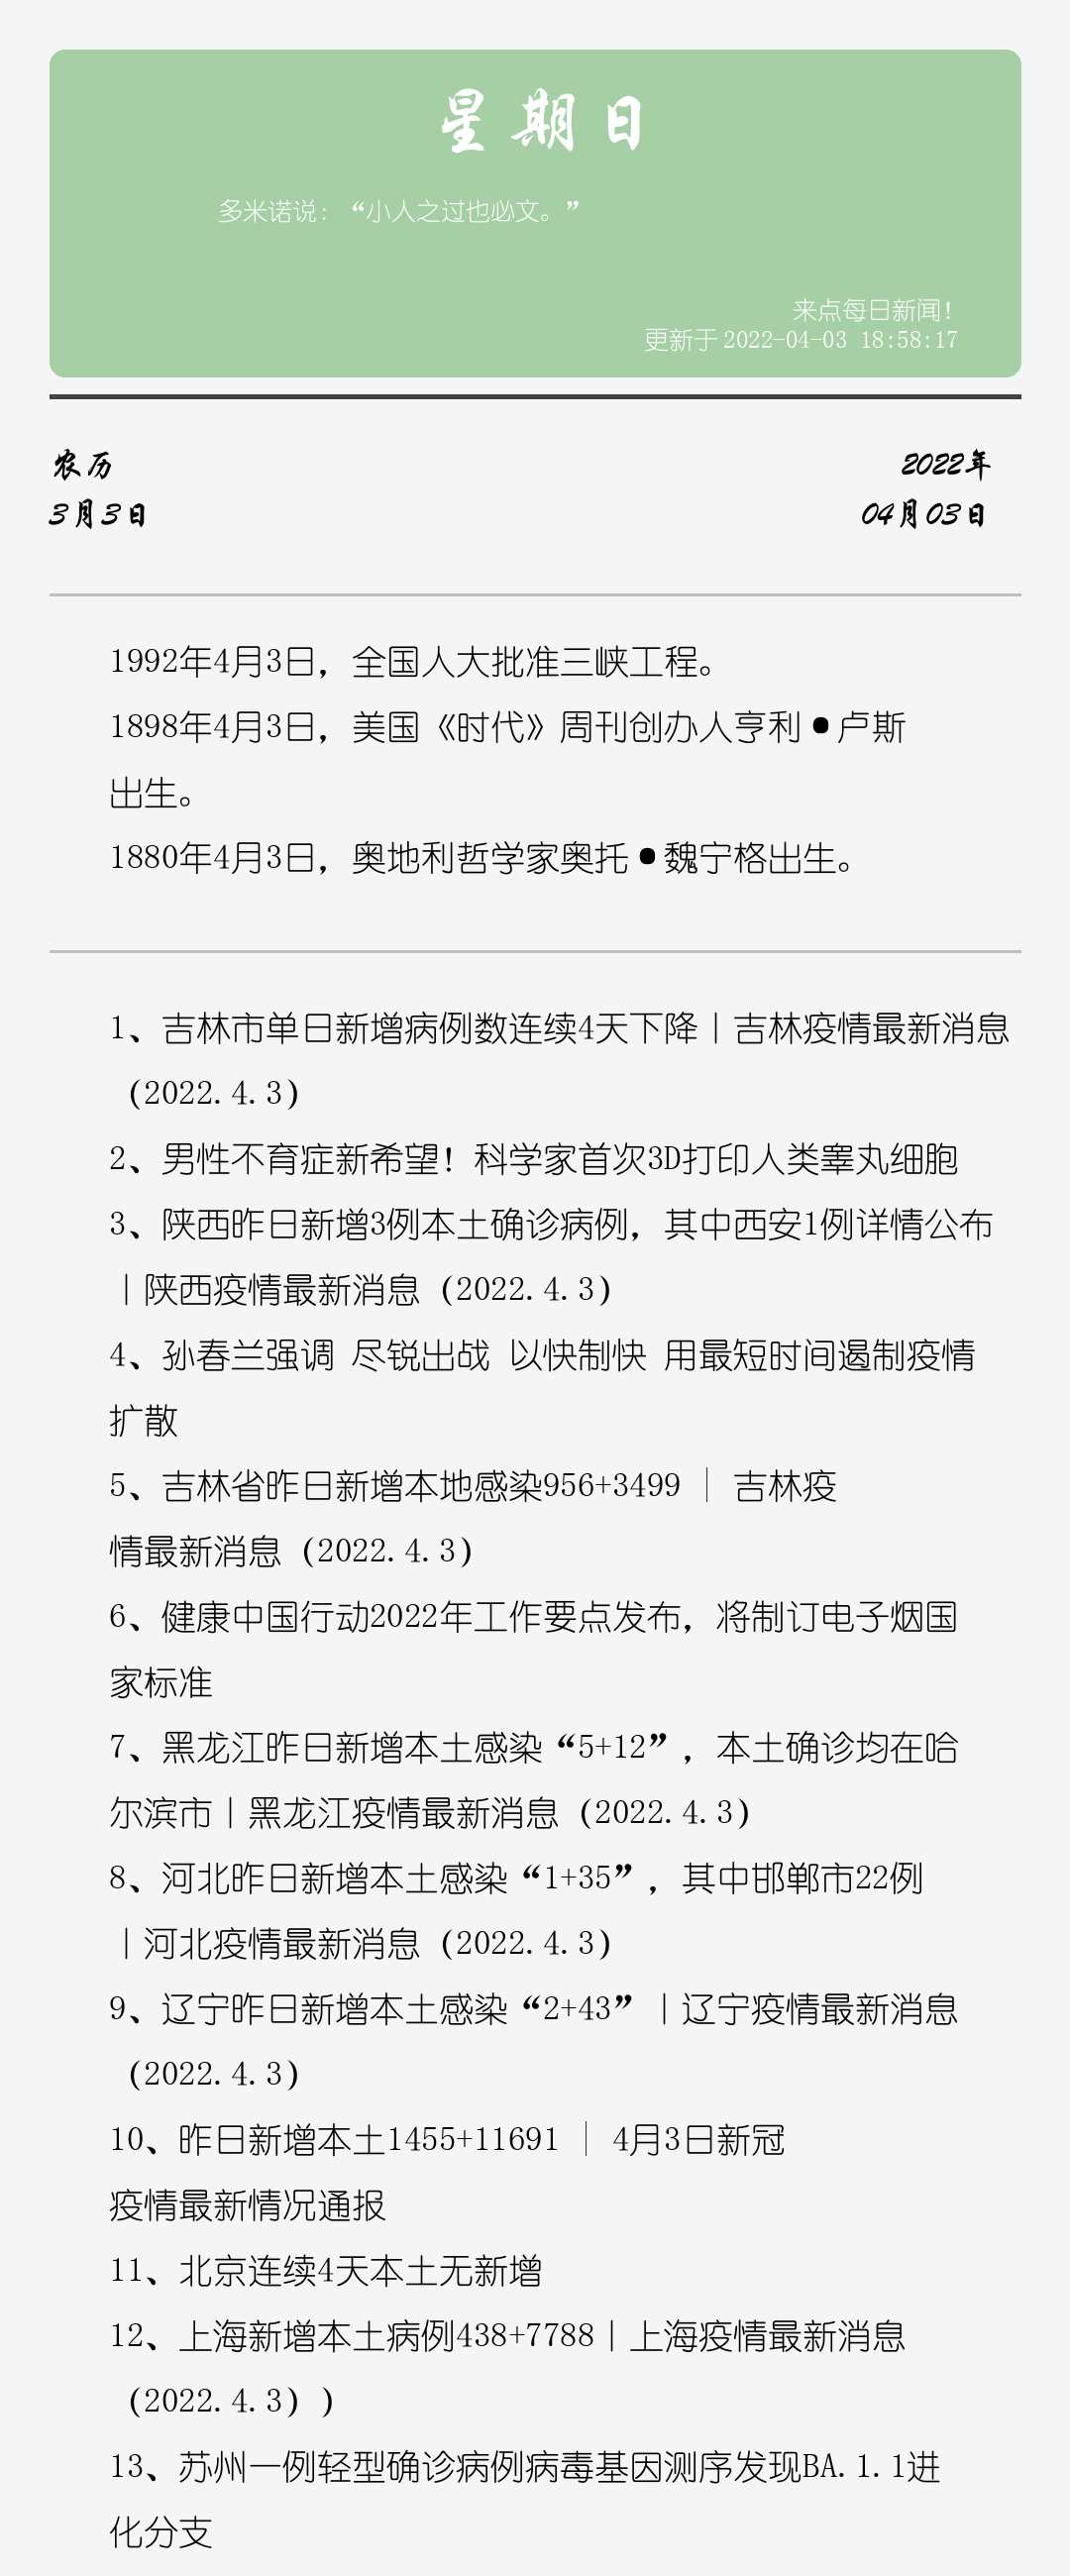 星期日
多米诺说：“小人之过也必文。”
来点每日新闻！
更新于 2022-04-03 18:58:17
农历
2022年
3月3日
04月03日
1992年4月3日，全国人大批准三峡工程。
1898年4月3日，美国《时代》周刊创办人亨利•卢斯
出生。
1880年4月3日，奥地利哲学家奥托•魏宁格出生。
1、吉林市单日新增病例数连续4天下降丨吉林疫情最新消息
（2022.4.3）
2、男性不育症新希望！科学家首次3D打印人类睾丸细胞
3、陕西昨日新增3例本土确诊病例，其中西安1例详情公布
丨陕西疫情最新消息（2022.4.3）
4、孙春兰强调 尽锐出战 以快制快 用最短时间遏制疫情
扩散
5、吉林省昨日新增本地感染956+3499 │ 吉林疫
情最新消息（2022.4.3）
6、健康中国行动2022年工作要点发布，将制订电子烟国
家标准
7、黑龙江昨日新增本土感染“5+12”，本土确诊均在哈
尔滨市丨黑龙江疫情最新消息（2022.4.3）
8、河北昨日新增本土感染“1+35”，其中邯郸市22例
丨河北疫情最新消息（2022.4.3）
9、辽宁昨日新增本土感染“2+43”丨辽宁疫情最新消息
（2022.4.3）
10、昨日新增本土1455+11691 │ 4月3日新冠
疫情最新情况通报
11、北京连续4天本土无新增
12、上海新增本土病例438+7788丨上海疫情最新消息
（2022.4.3））
13、苏州一例轻型确诊病例病毒基因测序发现BA.1.1进
化分支